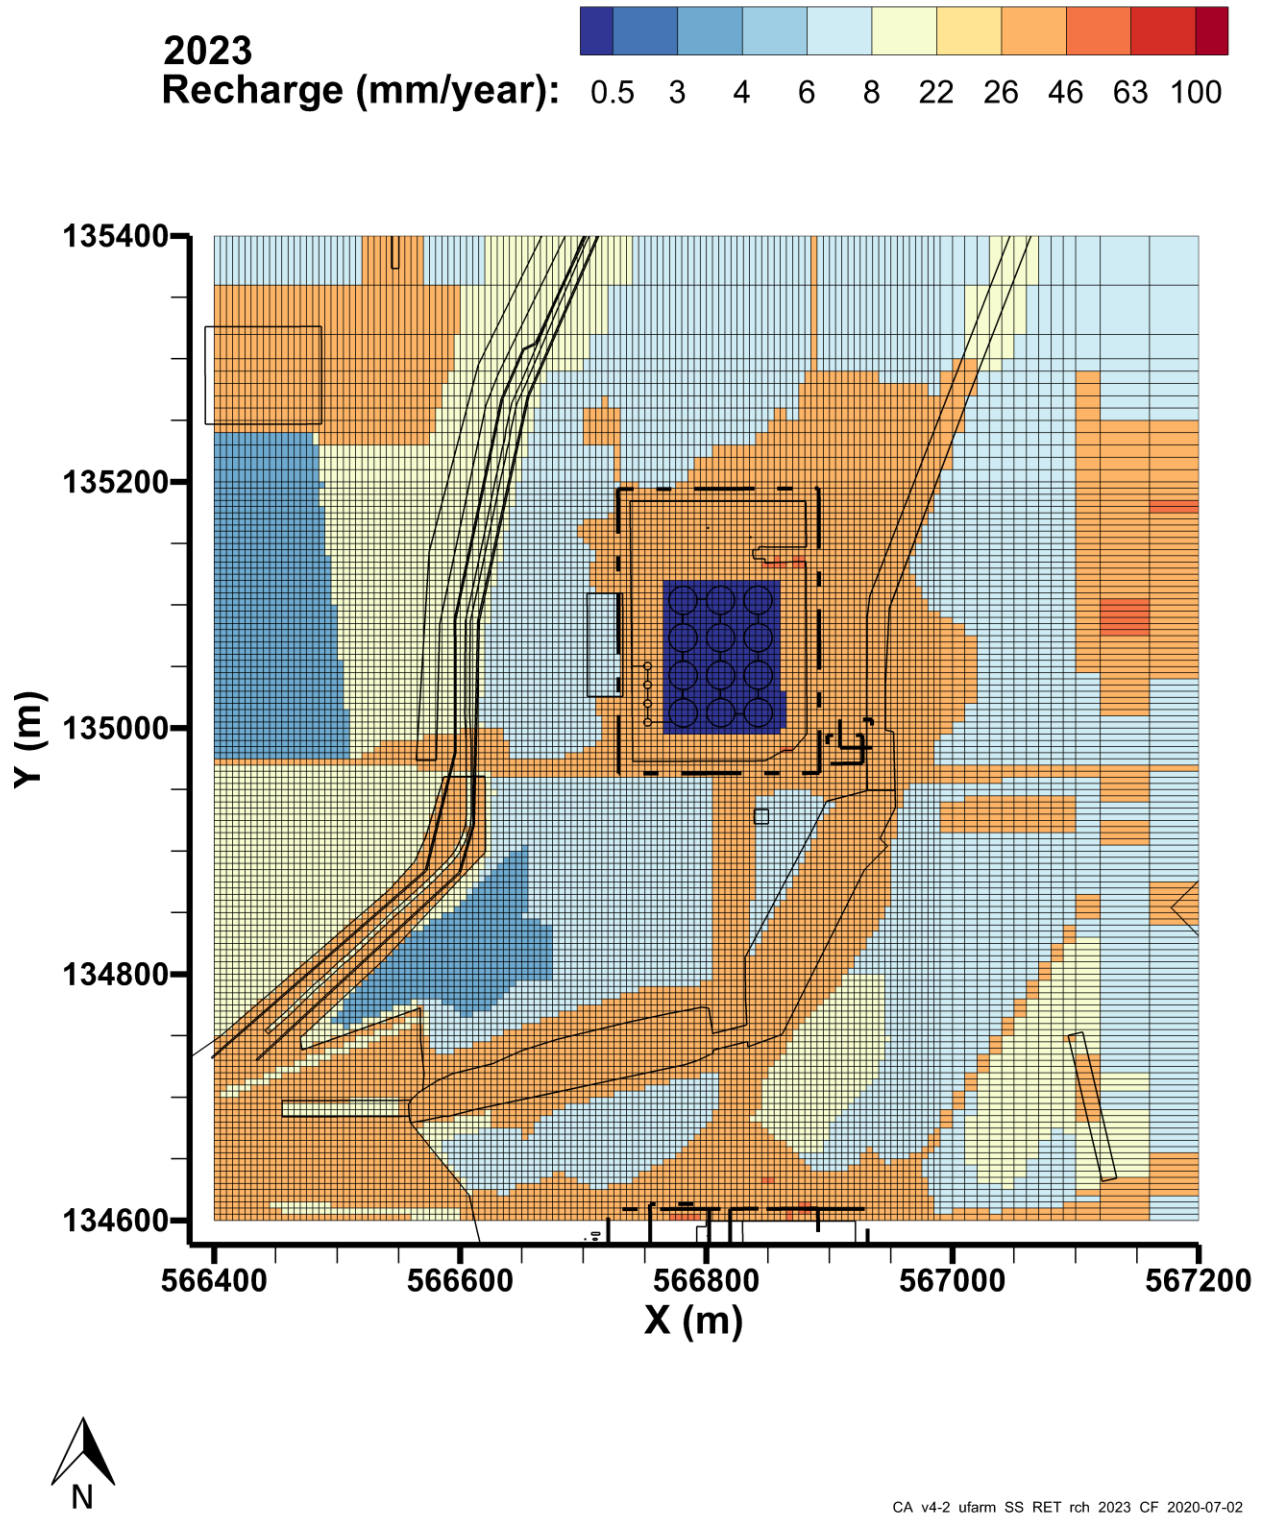 2023
Recharge (mm/year):
0.5 3 4 6 8 22 26 46 63 100
135400
135200
135000
134800
134600
Y (m)
566400 566600 566800 567000 567200
X (m)
N
CA v4-2 ufarm SS RET rch 2023 CF 2020-07-02